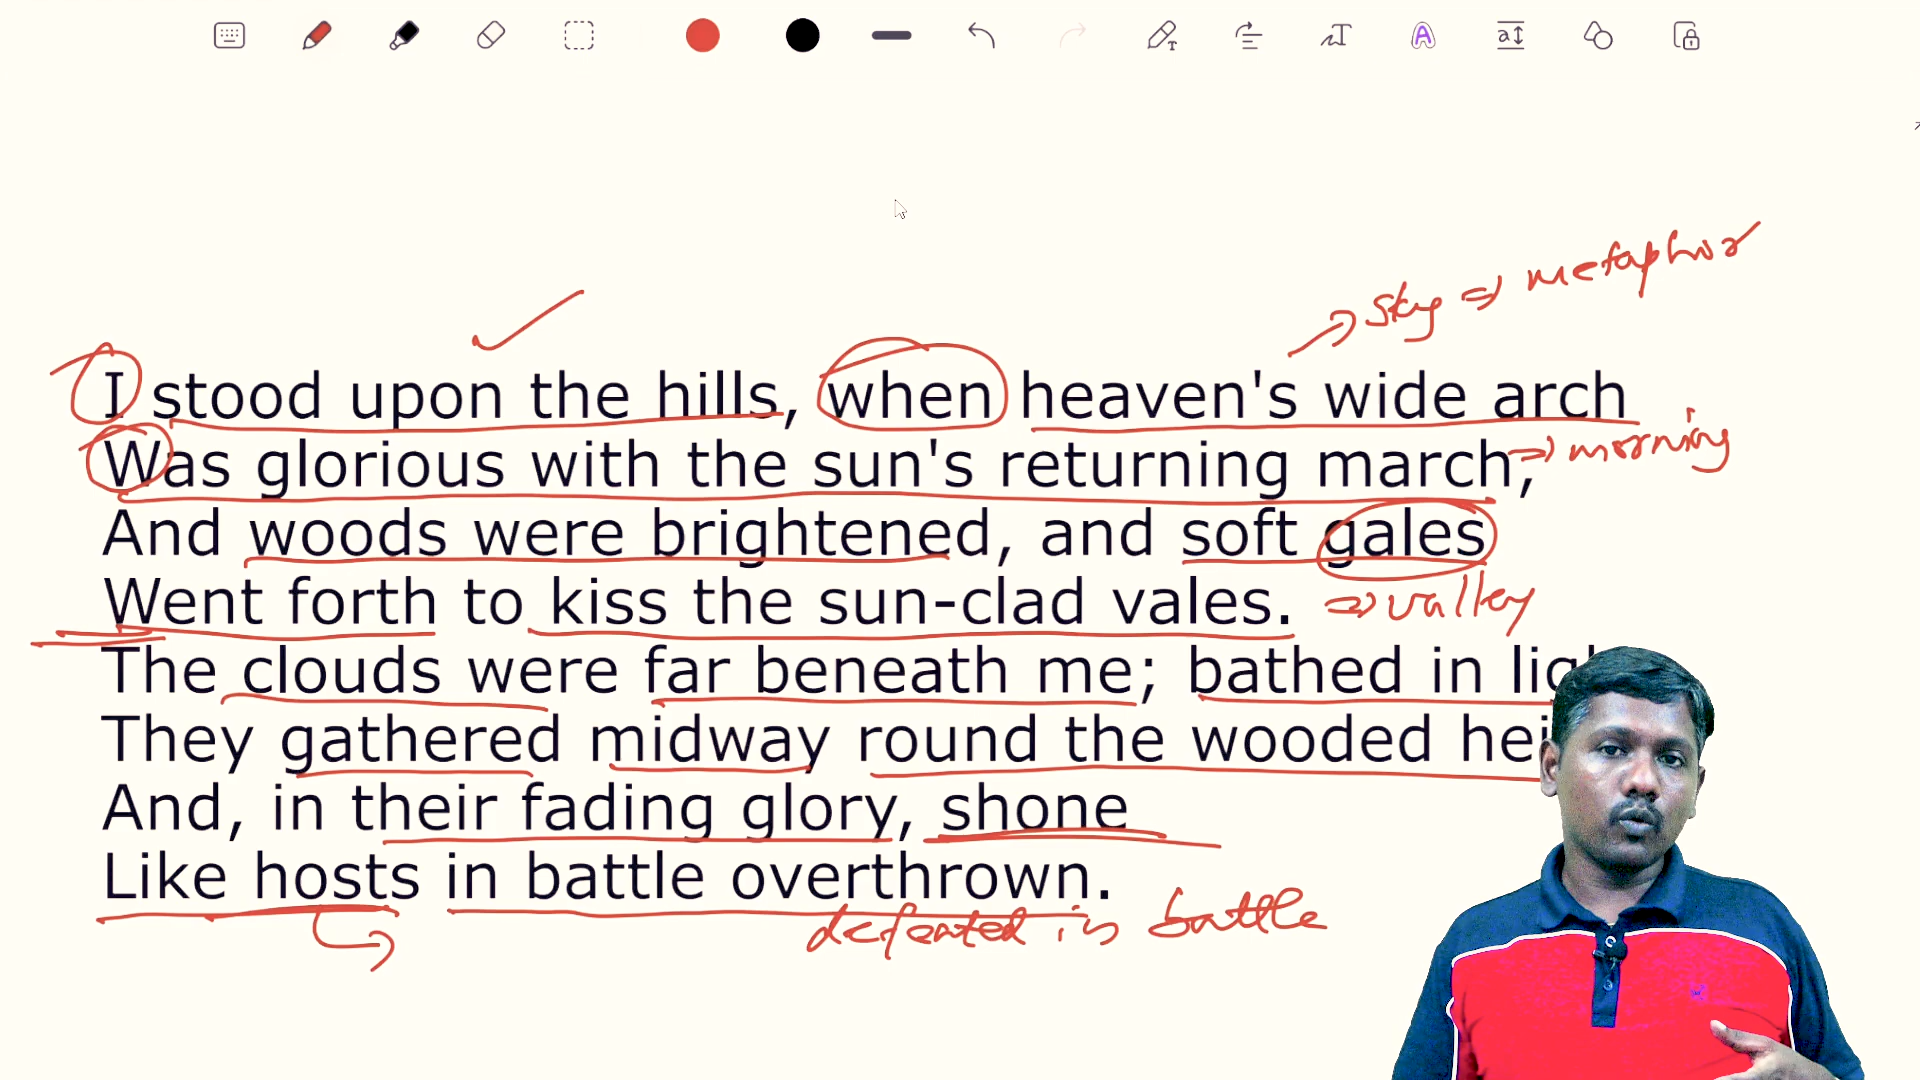 sky ⇒ metaphor
I stood upon the hills, when heaven's wide arch
Was glorious with the sun's returning march, ⇒ morning
And woods were brightened, and soft gales
Went forth to kiss the sun-clad vales. ⇒ valley
The clouds were far beneath me; bathed in lig
They gathered midway round the wooded hei
And, in their fading glory, shone
Like hosts in battle overthrown.
defeated in battle